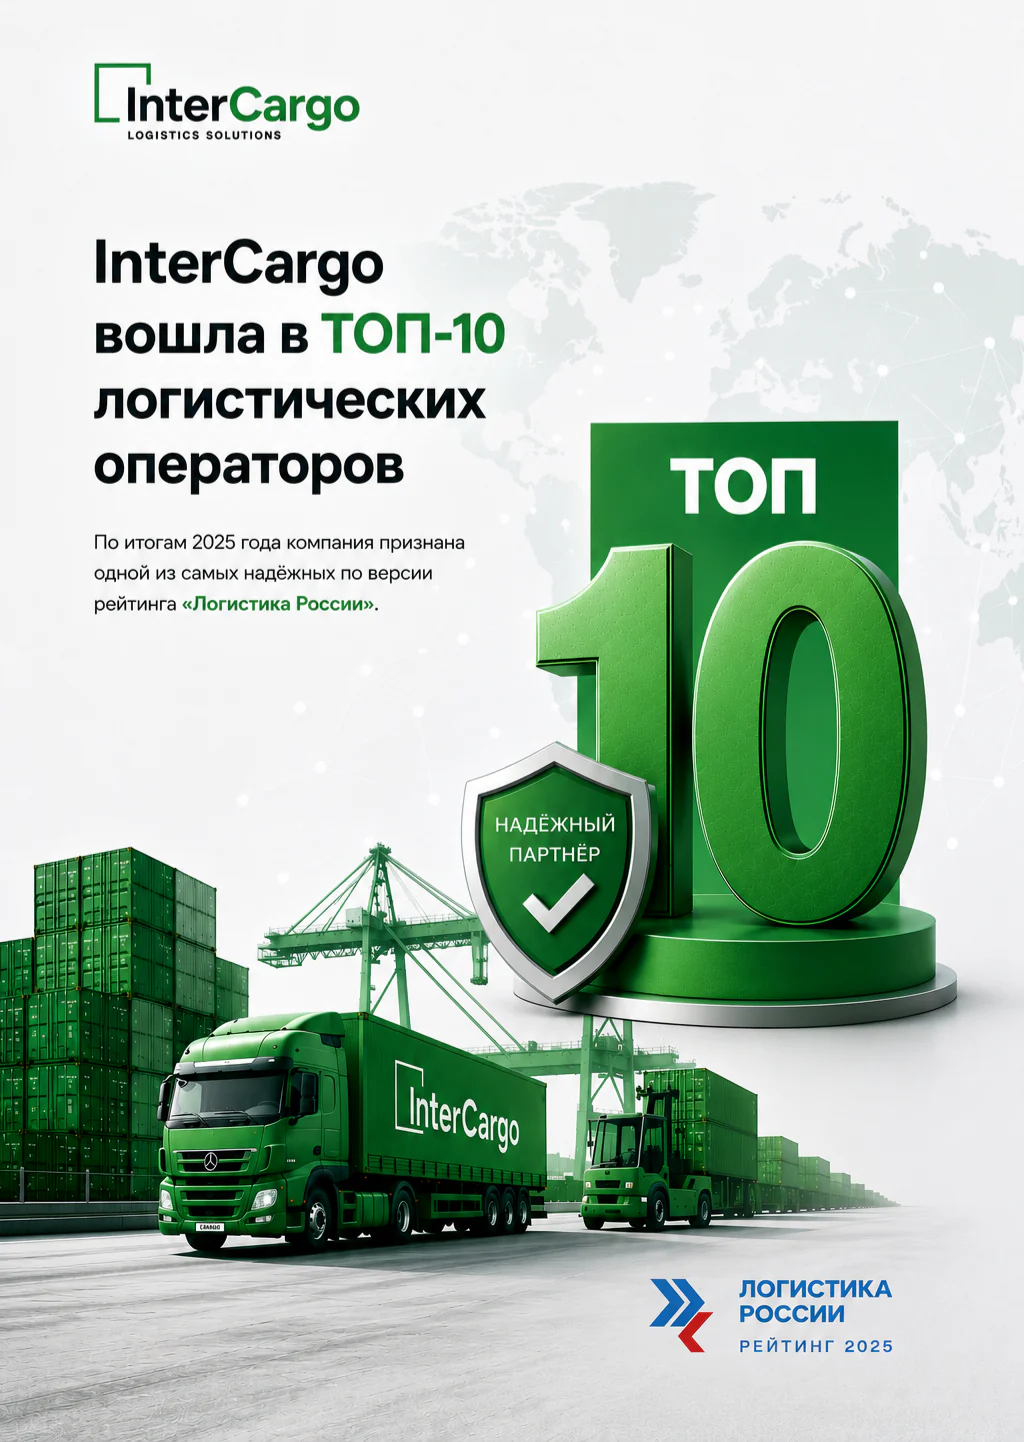 InterCargo
LOGISTICS SOLUTIONS
InterCargo
вошла в ТОП-10
логистических
операторов
По итогам 2025 года компания признана
одной из самых надёжных по версии
рейтинга «Логистика России».
ТОП
10
НАДЁЖНЫЙ
ПАРТНЁР
InterCargo
ЛОГИСТИКА
РОССИИ
РЕЙТИНГ 2025